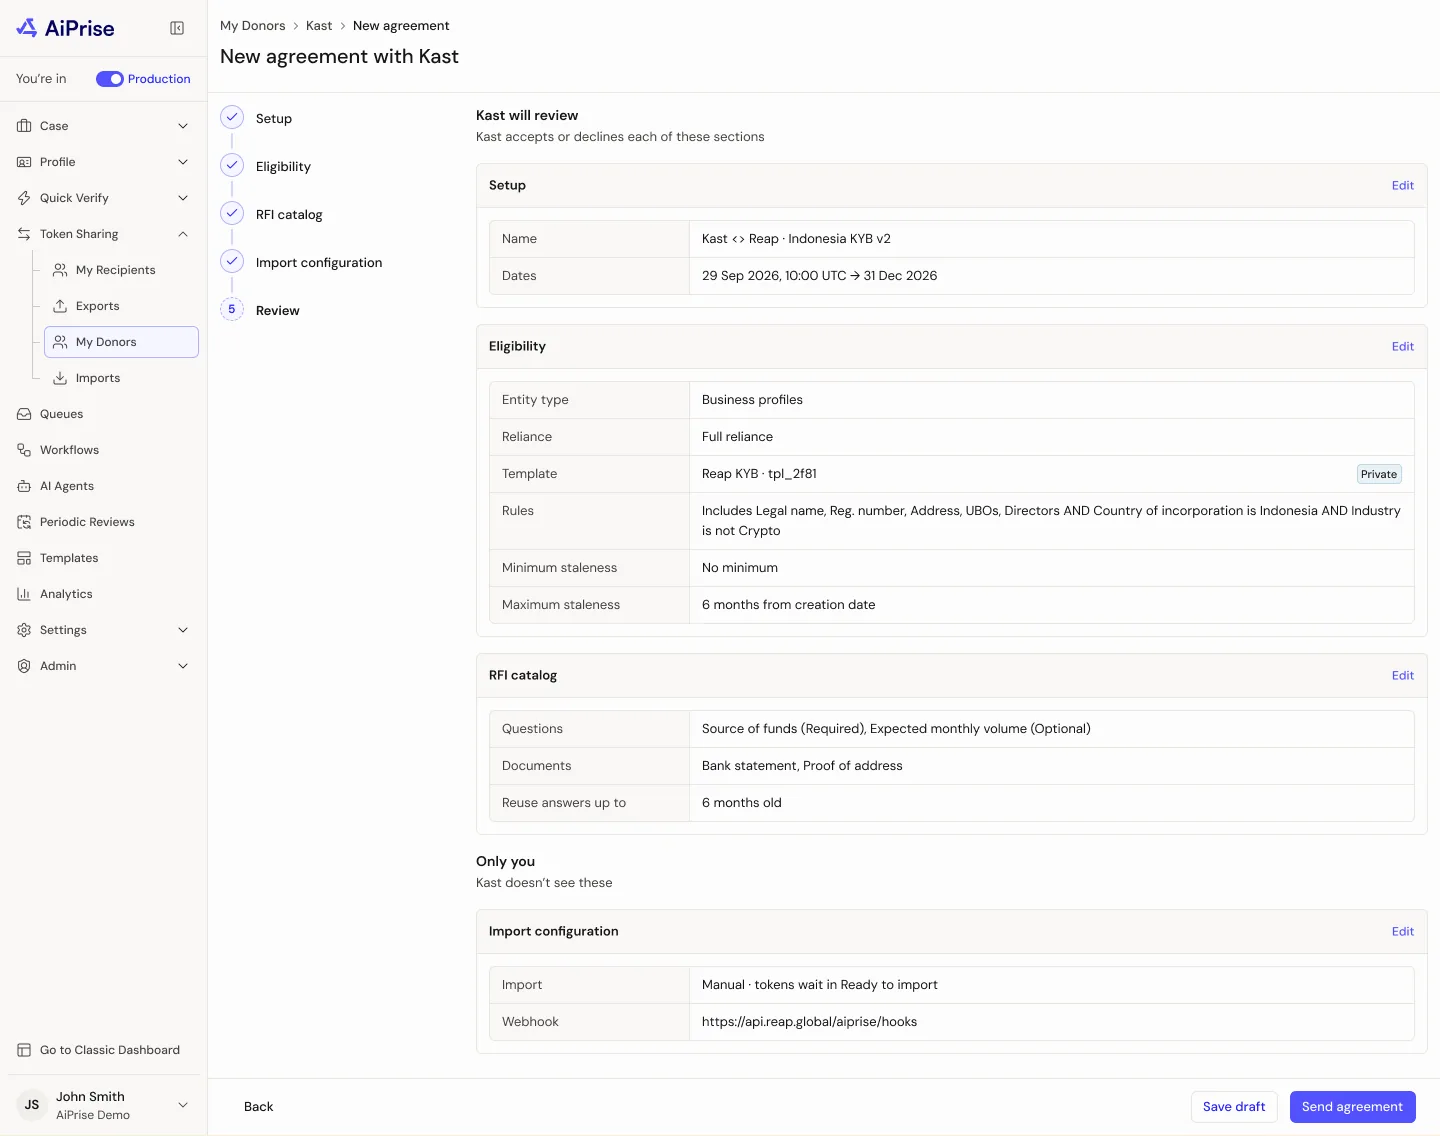 AiPrise
You're in
Production
Case
Profile
Quick Verify
Token Sharing
My Recipients
Exports
My Donors
Imports
Queues
Workflows
AI Agents
Periodic Reviews
Templates
Analytics
Settings
Admin
Go to Classic Dashboard
JS
John Smith
AiPrise Demo
My Donors > Kast > New agreement
New agreement with Kast
Setup
Eligibility
RFI catalog
Import configuration
5 Review
Kast will review
Kast accepts or declines each of these sections
Setup Edit
Name Kast <> Reap · Indonesia KYB v2
Dates 29 Sep 2026, 10:00 UTC → 31 Dec 2026
Eligibility Edit
Entity type Business profiles
Reliance Full reliance
Template Reap KYB · tpl_2f81 Private
Rules Includes Legal name, Reg. number, Address, UBOs, Directors AND Country of incorporation is Indonesia AND Industry
is not Crypto
Minimum staleness No minimum
Maximum staleness 6 months from creation date
RFI catalog Edit
Questions Source of funds (Required), Expected monthly volume (Optional)
Documents Bank statement, Proof of address
Reuse answers up to 6 months old
Only you
Kast doesn't see these
Import configuration Edit
Import Manual · tokens wait in Ready to import
Webhook https://api.reap.global/aiprise/hooks
Back
Save draft
Send agreement